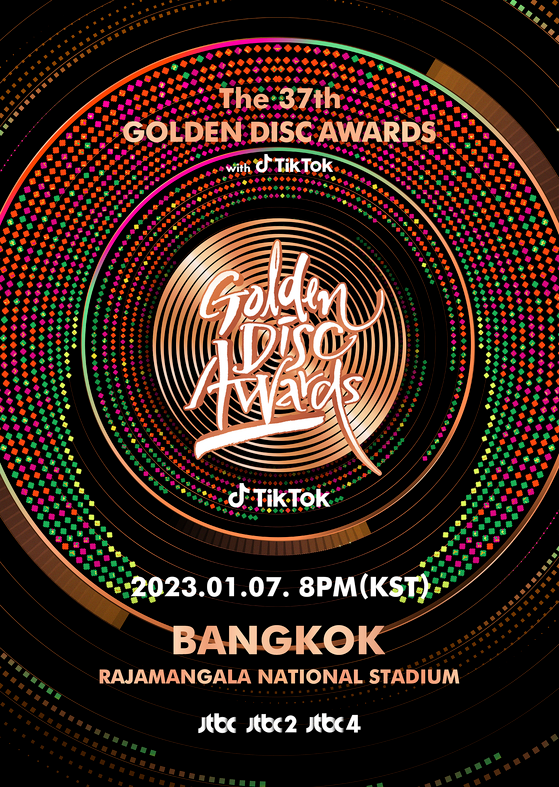 The 37th
GOLDEN DISC AWARDS
with TikTok
Golden
Disc
Awards
TikTok
2023.01.07. 8PM(KST)
BANGKOK
RAJAMANGALA NATIONAL STADIUM
jtbc jtbc2 jtbc4